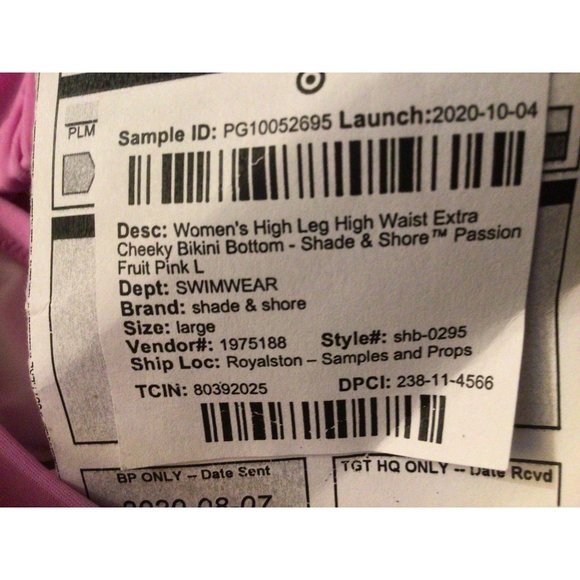 PLM
Sample ID: PG10052695 Launch:2020-10-04
Desc: Women's High Leg High Waist Extra
Cheeky Bikini Bottom - Shade & Shore™ Passion
Fruit Pink L
Dept: SWIMWEAR
Brand: shade & shore
Size: large
Vendor#: 1975188 Style#: shb-0295
Ship Loc: Royalston – Samples and Props
TCIN: 80392025 DPCI: 238-11-4566
BP ONLY – Date Sent TGT HQ ONLY – Date Rcvd
2020-08-07